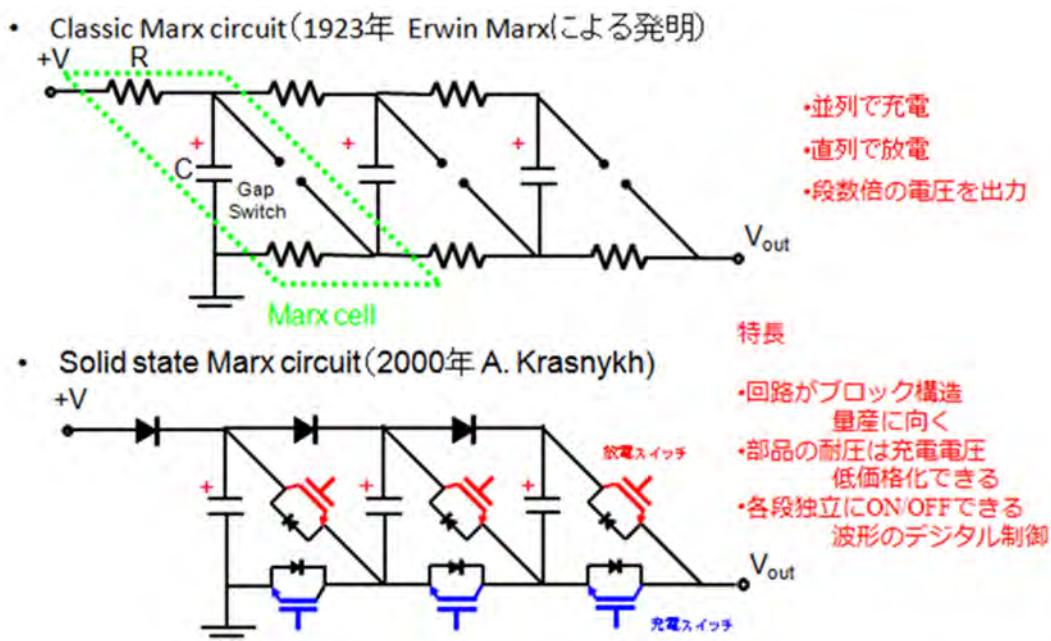 • Classic Marx circuit（1923年 Erwin Marxによる発明）
+V
R
+
+
+
C
Gap
Switch
Vout
Marx cell
•並列で充電
•直列で放電
•段数倍の電圧を出力
• Solid state Marx circuit（2000年 A. Krasnykh)
+V
放電スイッチ
+
+
+
Vout
充電スイッチ
特長
•回路がブロック構造
量産に向く
•部品の耐圧は充電電圧
低価格化できる
•各段独立にON/OFFできる
波形のデジタル制御